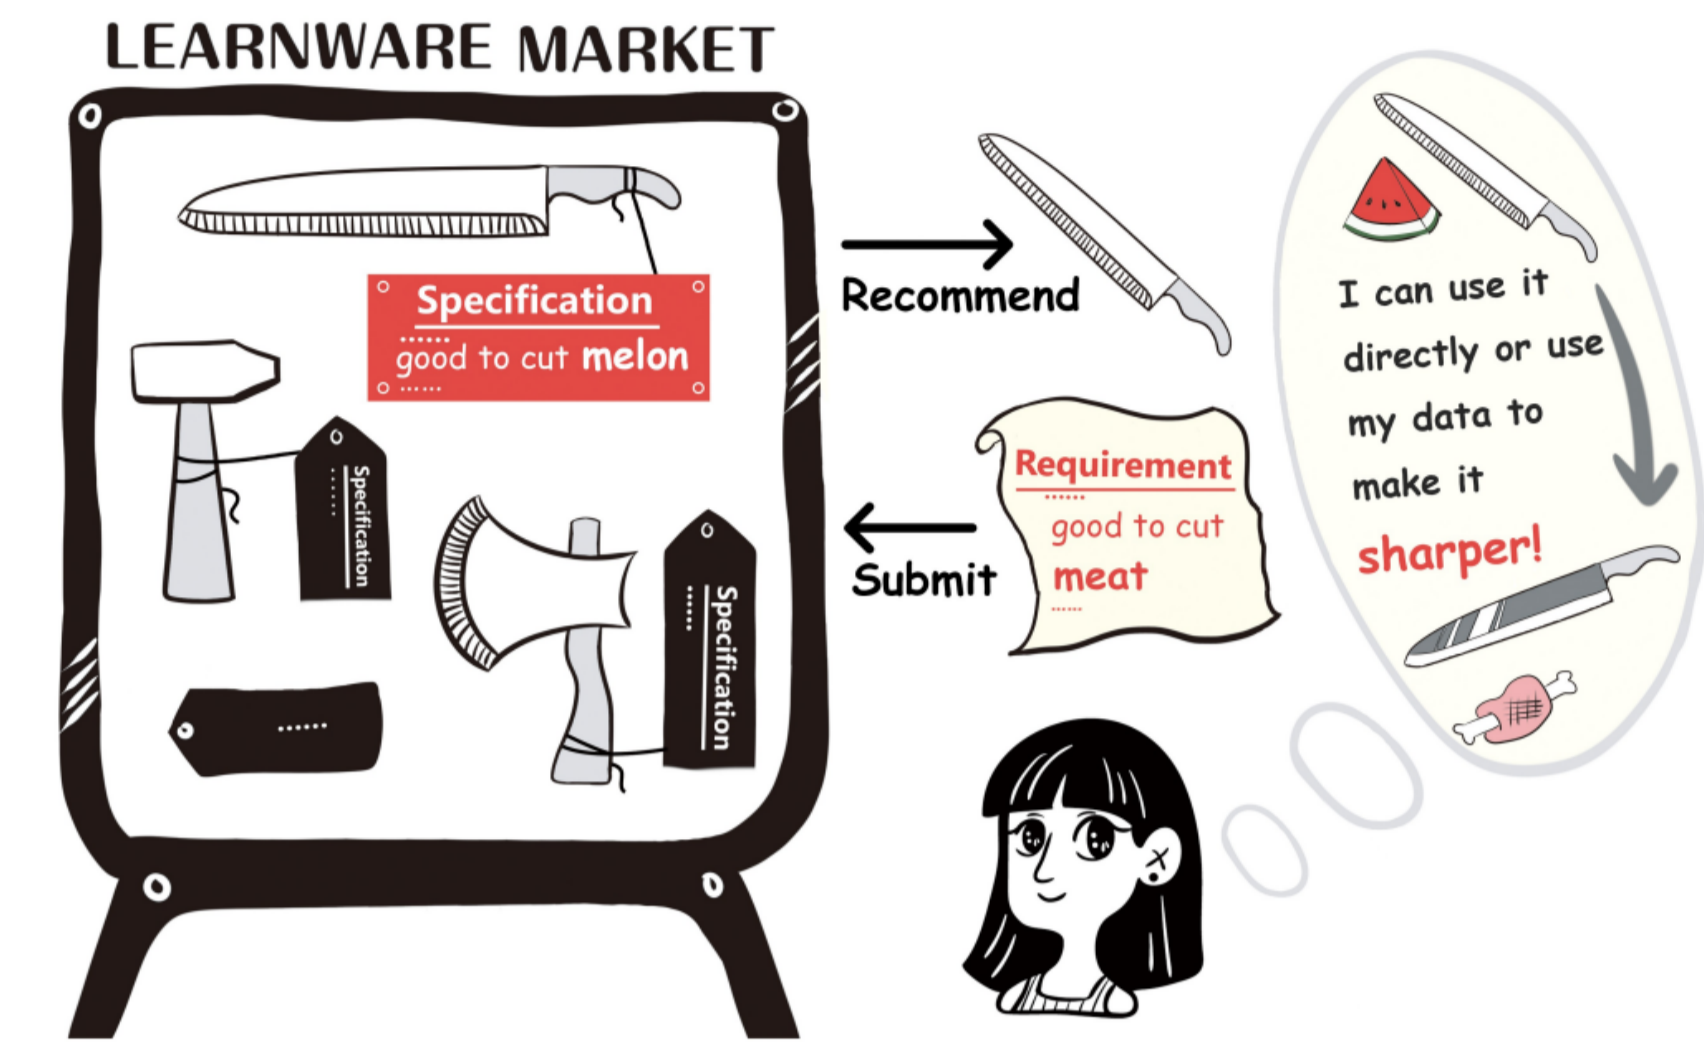 LEARNWARE MARKET
Specification
......
good to cut melon
......
Specification
......
Specification
......
......
Recommend
Submit
Requirement
......
good to cut
meat
......
I can use it
directly or use
my data to
make it
sharper!